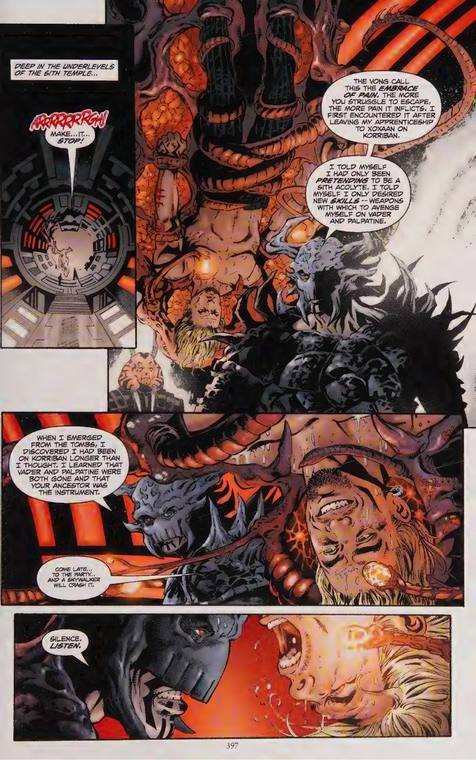 DEEP IN THE UNDERLEVELS
OF THE SITH TEMPLE...
ARRRRRRRGH!
MAKE...IT...
STOP!
THE VONG CALL
THIS THE EMBRACE
OF PAIN. THE MORE
YOU STRUGGLE TO ESCAPE,
THE MORE PAIN IT INFLICTS. I
FIRST ENCOUNTERED IT AFTER
LEAVING MY APPRENTICESHIP
TO XOXAAN ON
KORRIBAN.
I TOLD MYSELF
I HAD ONLY BEEN
PRETENDING TO BE A
SITH ACOLYTE. I TOLD
MYSELF I ONLY DESIRED
NEW SKILLS -- WEAPONS
WITH WHICH TO AVENGE
MYSELF ON VADER
AND PALPATINE.
WHEN I EMERGED
FROM THE TOMBS, I
DISCOVERED I HAD BEEN
ON KORRIBAN LONGER THAN
I THOUGHT. I LEARNED THAT
VADER AND PALPATINE WERE
BOTH GONE AND THAT
YOUR ANCESTOR WAS
THE INSTRUMENT.
COME LATE...
TO THE PARTY...
AND A SKYWALKER
WILL CRASH IT.
SILENCE.
LISTEN.
397